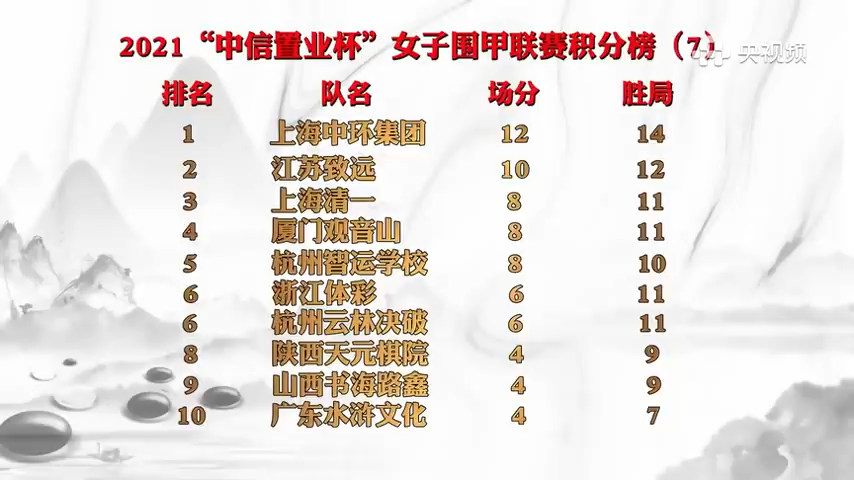 2021“中信置业杯”女子围甲联赛积分榜（7）
央视频
排名 队名 场分 胜局
1 上海中环集团 12 14
2 江苏致远 10 12
3 上海清一 8 11
4 厦门观音山 8 11
5 杭州智运学校 8 10
6 浙江体彩 6 11
6 杭州云林决破 6 11
8 陕西天元棋院 4 9
9 山西书海路鑫 4 9
10 广东水浒文化 4 7